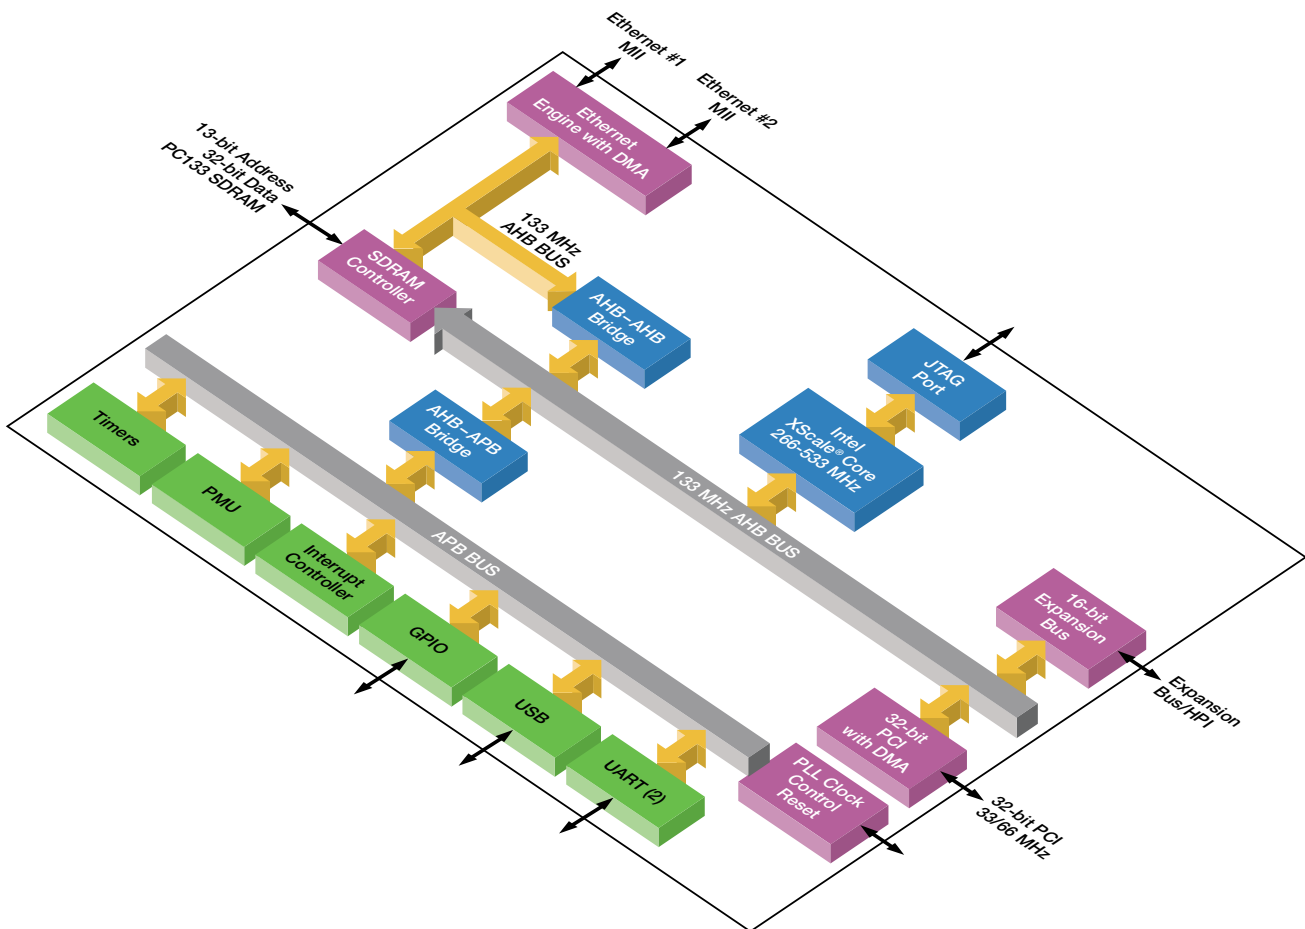 Ethernet #1
MII
Ethernet #2
MII
Ethernet
Engine with DMA
13-bit Address
32-bit Data
PC133 SDRAM
133 MHz
AHB BUS
SDRAM
Controller
AHB–AHB
Bridge
JTAG
Port
Timers
AHB–APB
Bridge
Intel
XScale® Core
266-533 MHz
PMU
133 MHz AHB BUS
APB BUS
Interrupt
Controller
16-bit
Expansion
Bus
GPIO
Expansion
Bus/HPI
USB
32-bit
PCI
with DMA
UART (2)
PLL Clock
Control
Reset
32-bit PCI
33/66 MHz